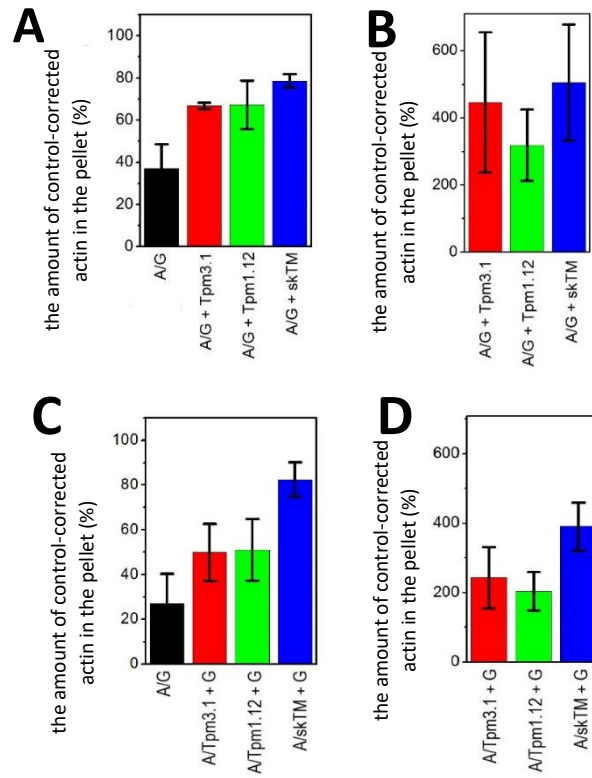 A
the amount of control-corrected
actin in the pellet (%)
100
80
60
40
20
0
A/G
A/G + Tpm3.1
A/G + Tpm1.12
A/G + skTM
B
the amount of control-corrected
actin in the pellet (%)
600
400
200
0
A/G + Tpm3.1
A/G + Tpm1.12
A/G + skTM
C
the amount of control-corrected
actin in the pellet (%)
100
80
60
40
20
0
A/G
A/Tpm3.1 + G
A/Tpm1.12 + G
A/skTM + G
D
the amount of control-corrected
actin in the pellet (%)
600
400
200
0
A/Tpm3.1 + G
A/Tpm1.12 + G
A/skTM + G